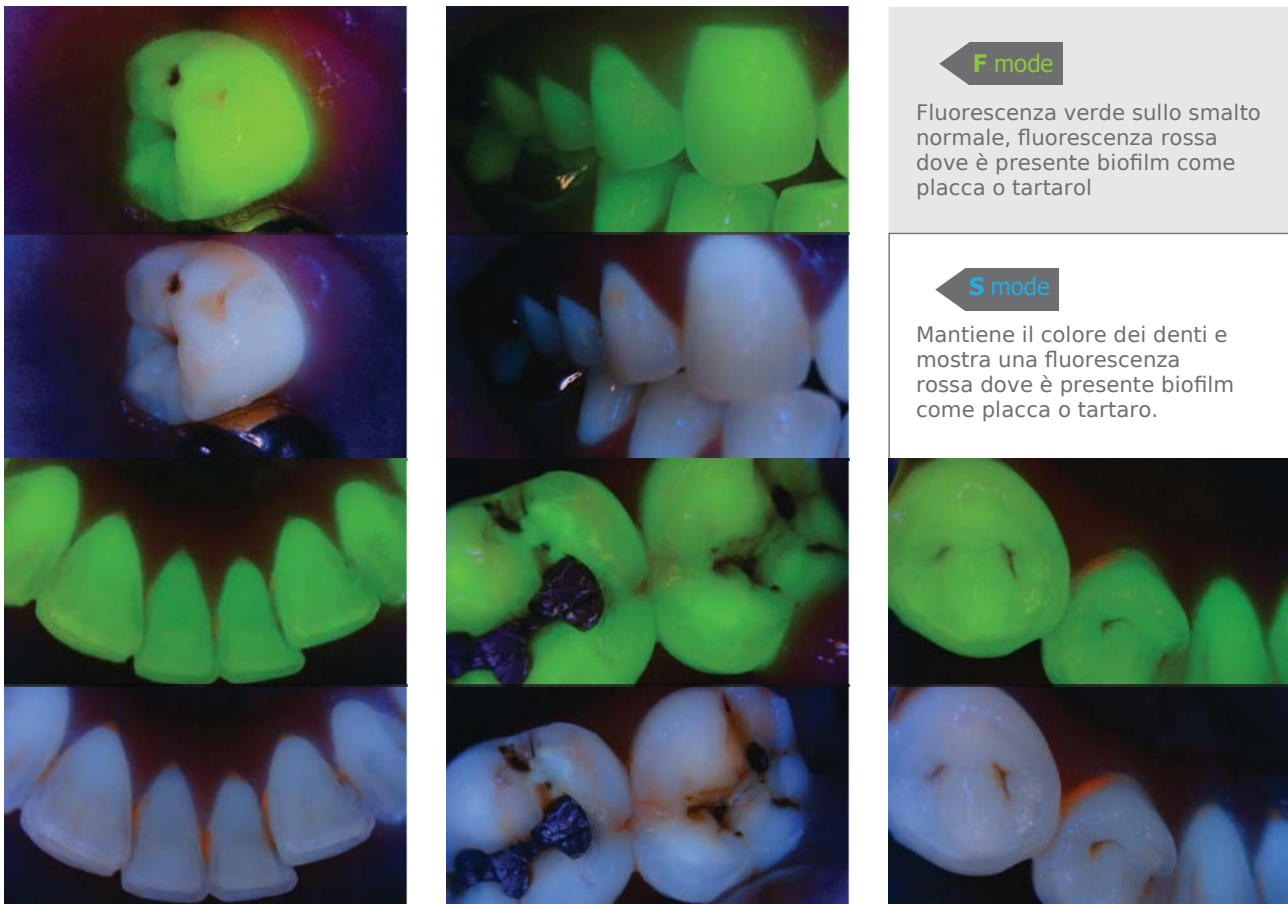 F mode
Fluorescenza verde sullo smalto
normale, fluorescenza rossa
dove è presente biofilm come
placca o tartarol
S mode
Mantiene il colore dei denti e
mostra una fluorescenza
rossa dove è presente biofilm
come placca o tartaro.